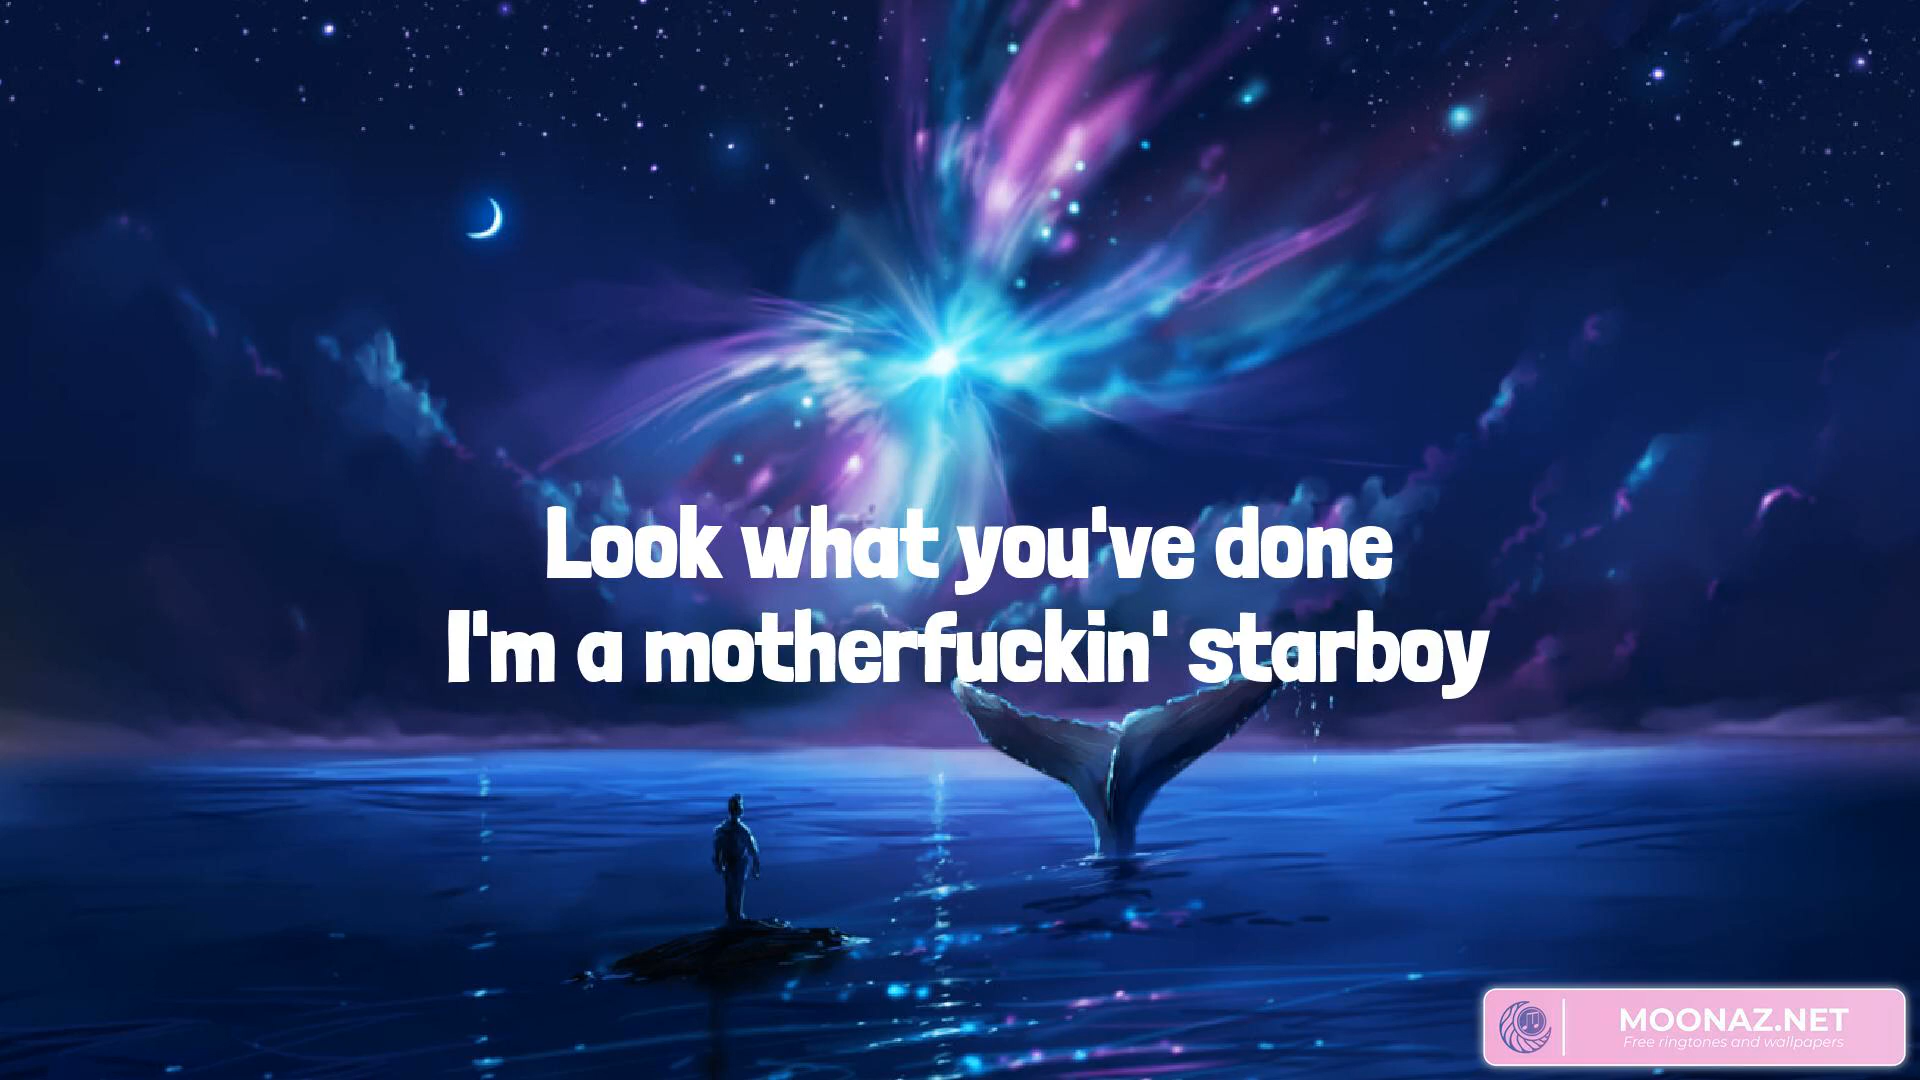 Look what you've done
I'm a motherfuckin' starboy
MOONAZ.NET
Free ringtones and wallpapers